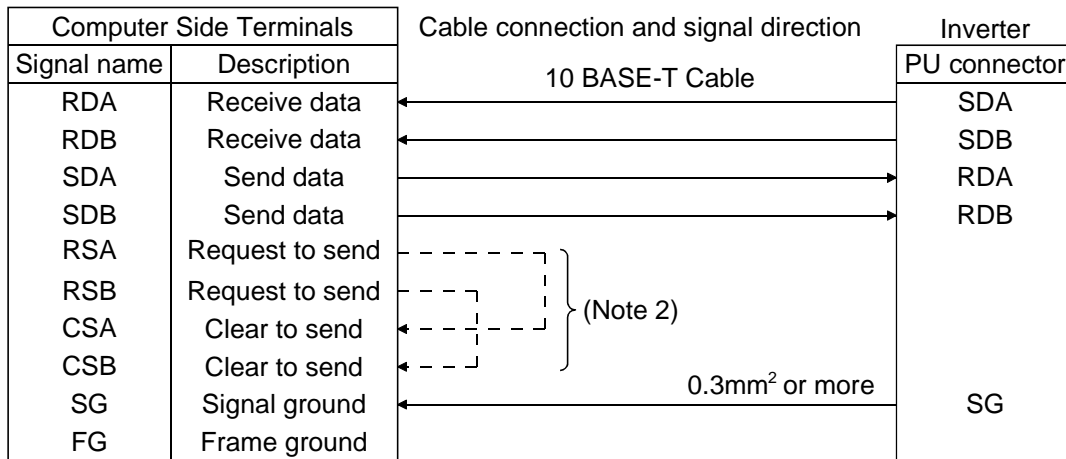 Computer Side Terminals Cable connection and signal direction Inverter
Signal name Description 10 BASE-T Cable PU connector
RDA Receive data SDA
RDB Receive data SDB
SDA Send data RDA
SDB Send data RDB
RSA Request to send
RSB Request to send (Note 2)
CSA Clear to send
CSB Clear to send
0.3mm² or more
SG Signal ground SG
FG Frame ground